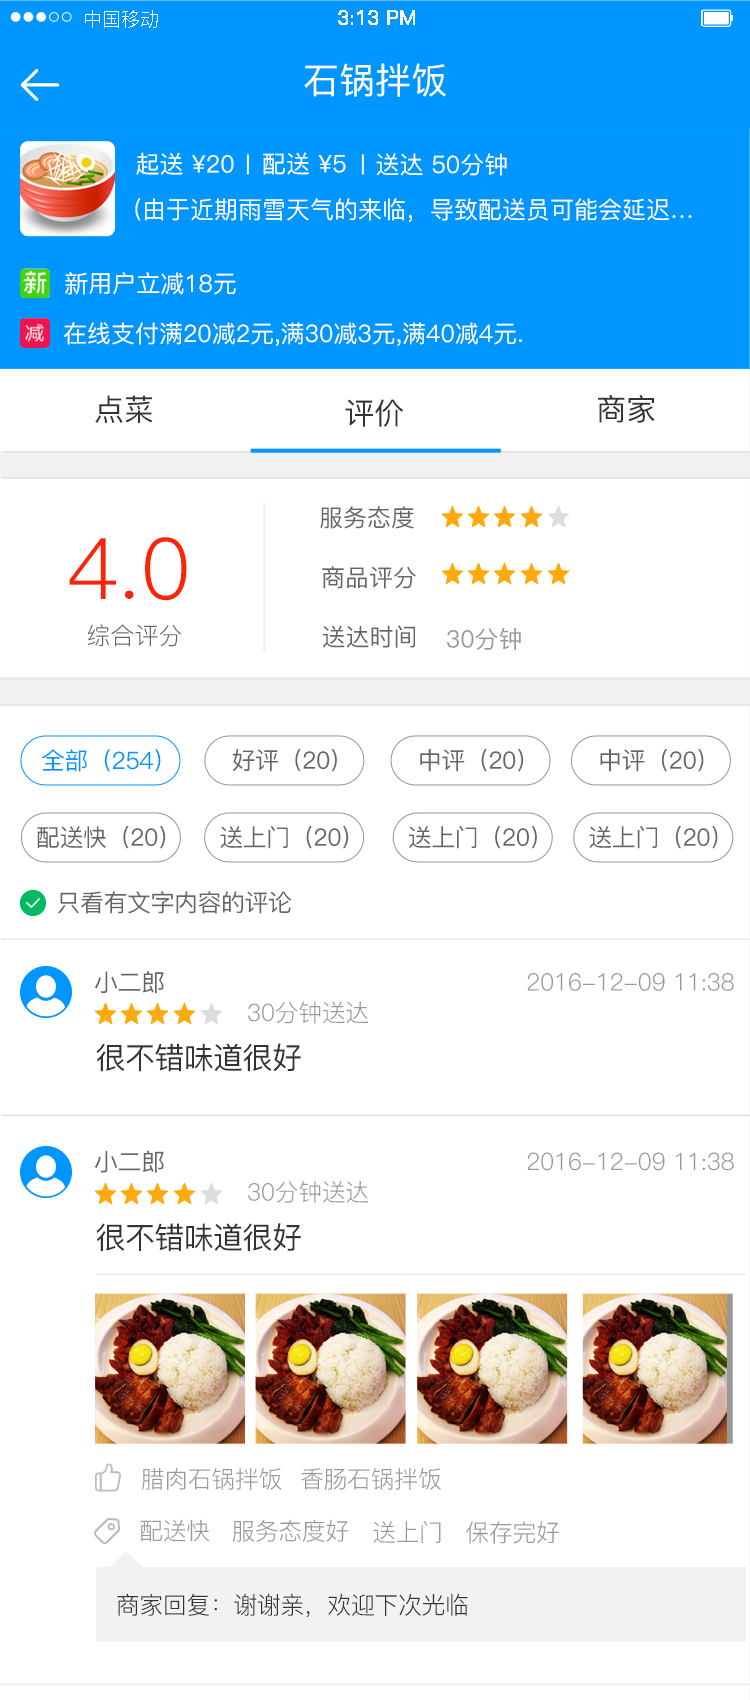 中国移动 3:13 PM
石锅拌饭
起送 ¥20 | 配送 ¥5 | 送达 50分钟
(由于近期雨雪天气的来临，导致配送员可能会延迟...
新 新用户立减18元
减 在线支付满20减2元,满30减3元,满40减4元.
点菜 评价 商家
4.0
综合评分
服务态度
商品评分
送达时间 30分钟
全部（254） 好评（20） 中评（20） 中评（20）
配送快（20） 送上门（20） 送上门（20） 送上门（20）
只看有文字内容的评论
小二郎 2016-12-09 11:38
30分钟送达
很不错味道很好
小二郎 2016-12-09 11:38
30分钟送达
很不错味道很好
腊肉石锅拌饭 香肠石锅拌饭
配送快 服务态度好 送上门 保存完好
商家回复：谢谢亲，欢迎下次光临